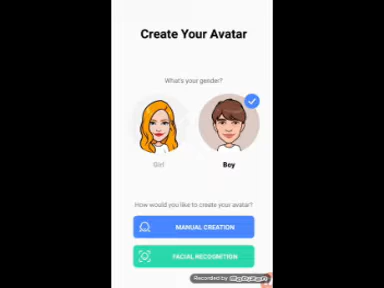 Create Your Avatar
What's your gender?
Girl
Boy
How would you like to create your avatar?
MANUAL CREATION
FACIAL RECOGNITION
Recorded by